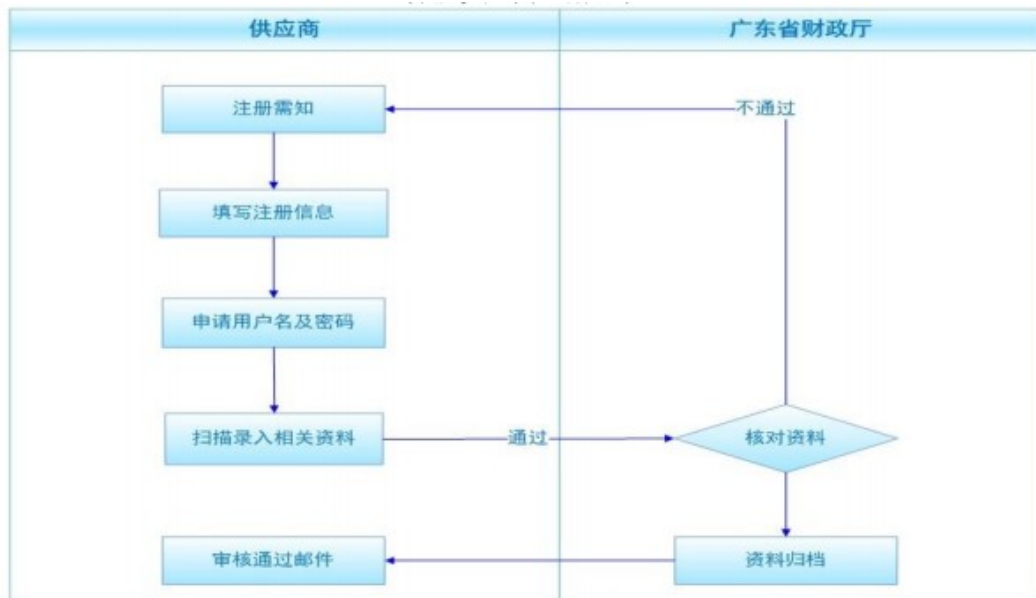 供应商
广东省财政厅
注册需知
不通过
填写注册信息
申请用户名及密码
扫描录入相关资料
通过
核对资料
审核通过邮件
资料归档